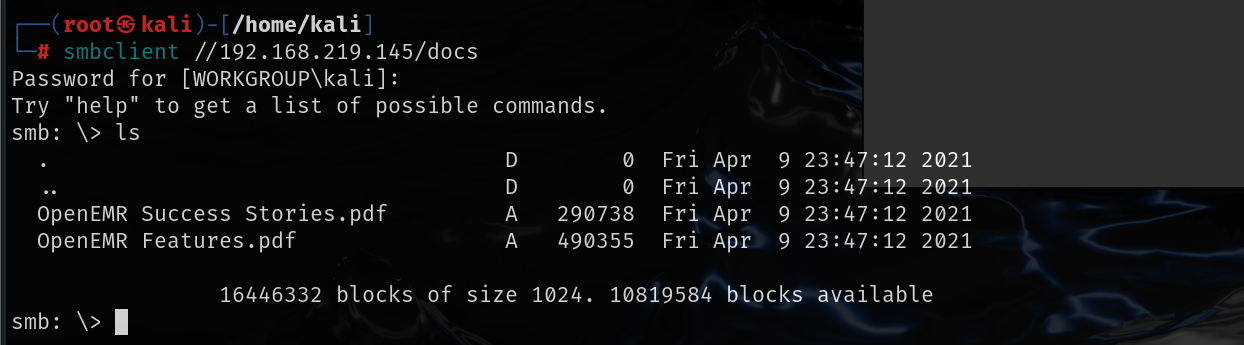 ┌──(root㉿kali)-[/home/kali]
└─# smbclient //192.168.219.145/docs
Password for [WORKGROUP\kali]:
Try "help" to get a list of possible commands.
smb: \> ls
  .                                   D        0  Fri Apr  9 23:47:12 2021
  ..                                  D        0  Fri Apr  9 23:47:12 2021
  OpenEMR Success Stories.pdf         A   290738  Fri Apr  9 23:47:12 2021
  OpenEMR Features.pdf                A   490355  Fri Apr  9 23:47:12 2021
                16446332 blocks of size 1024. 10819584 blocks available
smb: \>